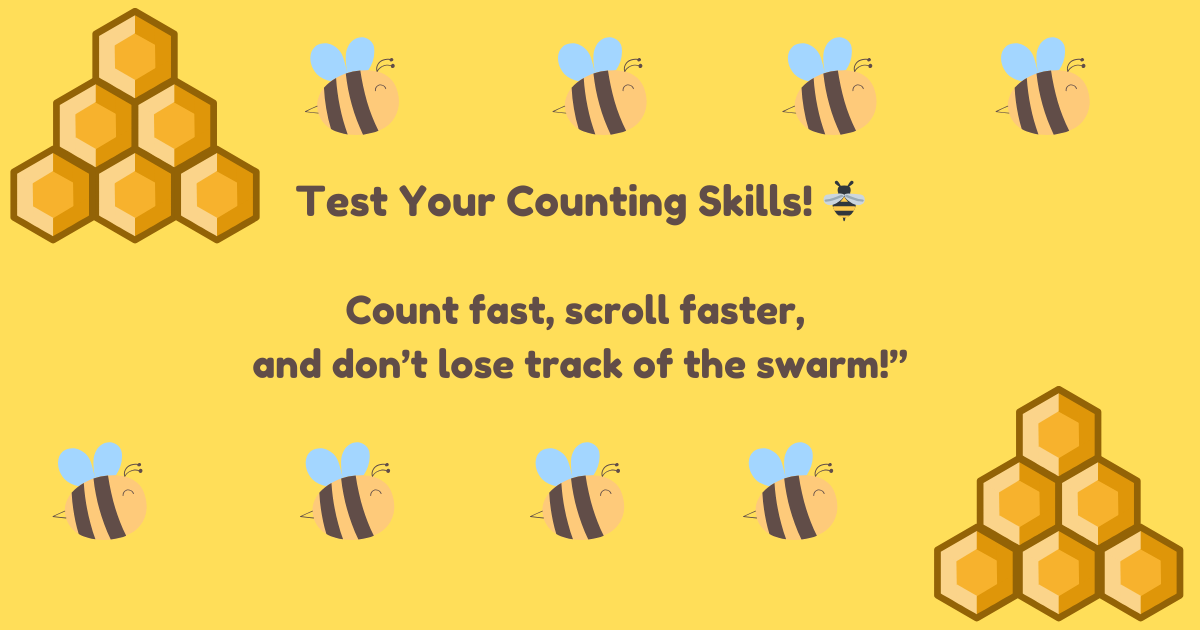 Test Your Counting Skills! 🐝
Count fast, scroll faster,
and don’t lose track of the swarm!”